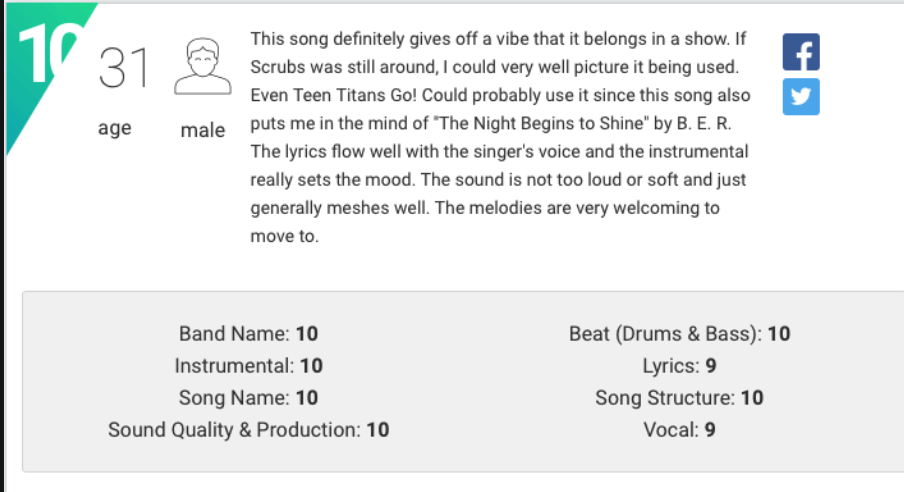 10
31
age
male
This song definitely gives off a vibe that it belongs in a show. If
Scrubs was still around, I could very well picture it being used.
Even Teen Titans Go! Could probably use it since this song also
puts me in the mind of "The Night Begins to Shine" by B. E. R.
The lyrics flow well with the singer's voice and the instrumental
really sets the mood. The sound is not too loud or soft and just
generally meshes well. The melodies are very welcoming to
move to.
Band Name: 10
Instrumental: 10
Song Name: 10
Sound Quality & Production: 10
Beat (Drums & Bass): 10
Lyrics: 9
Song Structure: 10
Vocal: 9